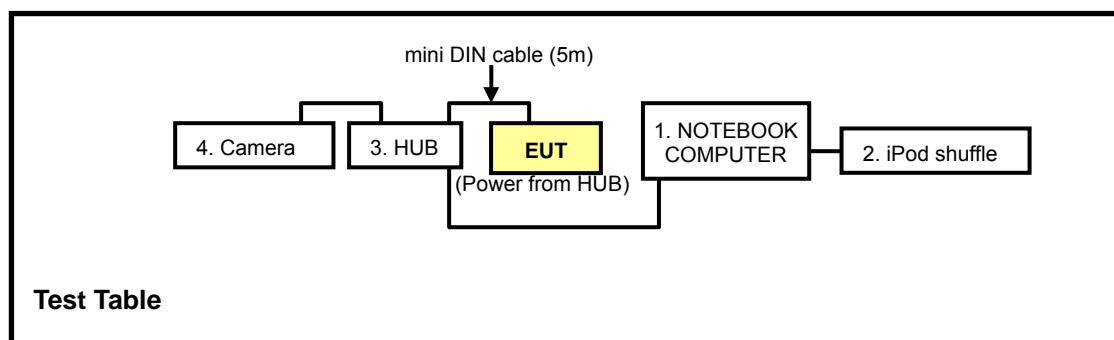 mini DIN cable (5m)
4. Camera
3. HUB
EUT
(Power from HUB)
1. NOTEBOOK
COMPUTER
2. iPod shuffle
Test Table